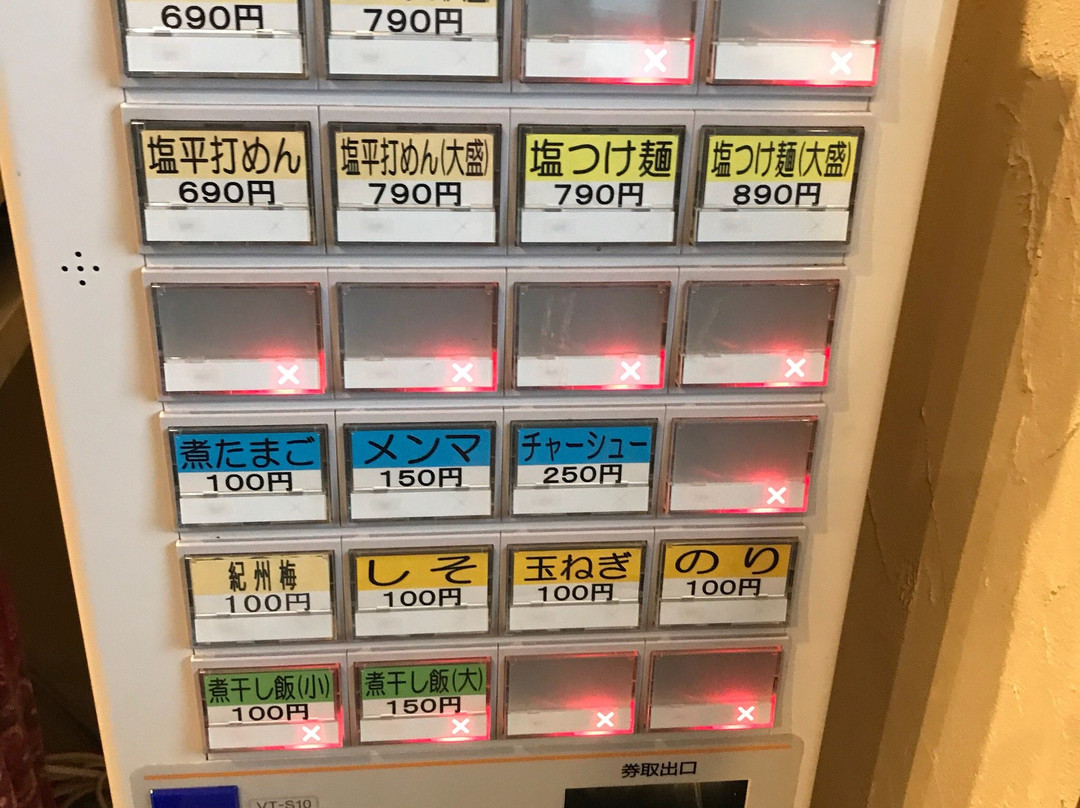 690円
790円
塩平打めん
690円
塩平打めん(大盛)
790円
塩つけ麺
790円
塩つけ麺(大盛)
890円
煮たまご
100円
メンマ
150円
チャーシュー
250円
紀州梅
100円
しそ
100円
玉ねぎ
100円
のり
100円
煮干し飯(小)
100円
煮干し飯(大)
150円
券取出口
VT-S10